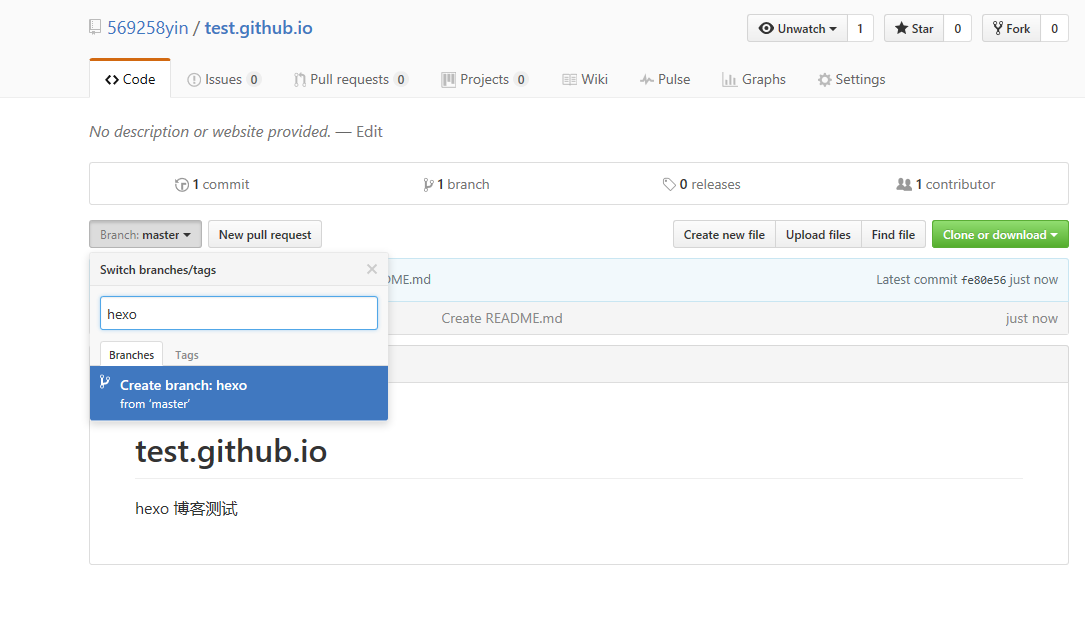 569258yin / test.github.io
Unwatch 1 Star 0 Fork 0
Code Issues 0 Pull requests 0 Projects 0 Wiki Pulse Graphs Settings
No description or website provided. — Edit
1 commit 1 branch 0 releases 1 contributor
Branch: master New pull request Create new file Upload files Find file Clone or download
Switch branches/tags
DME.md Latest commit fe80e56 just now
hexo
Create README.md just now
Branches Tags
Create branch: hexo
from ‘master’
test.github.io
hexo 博客测试